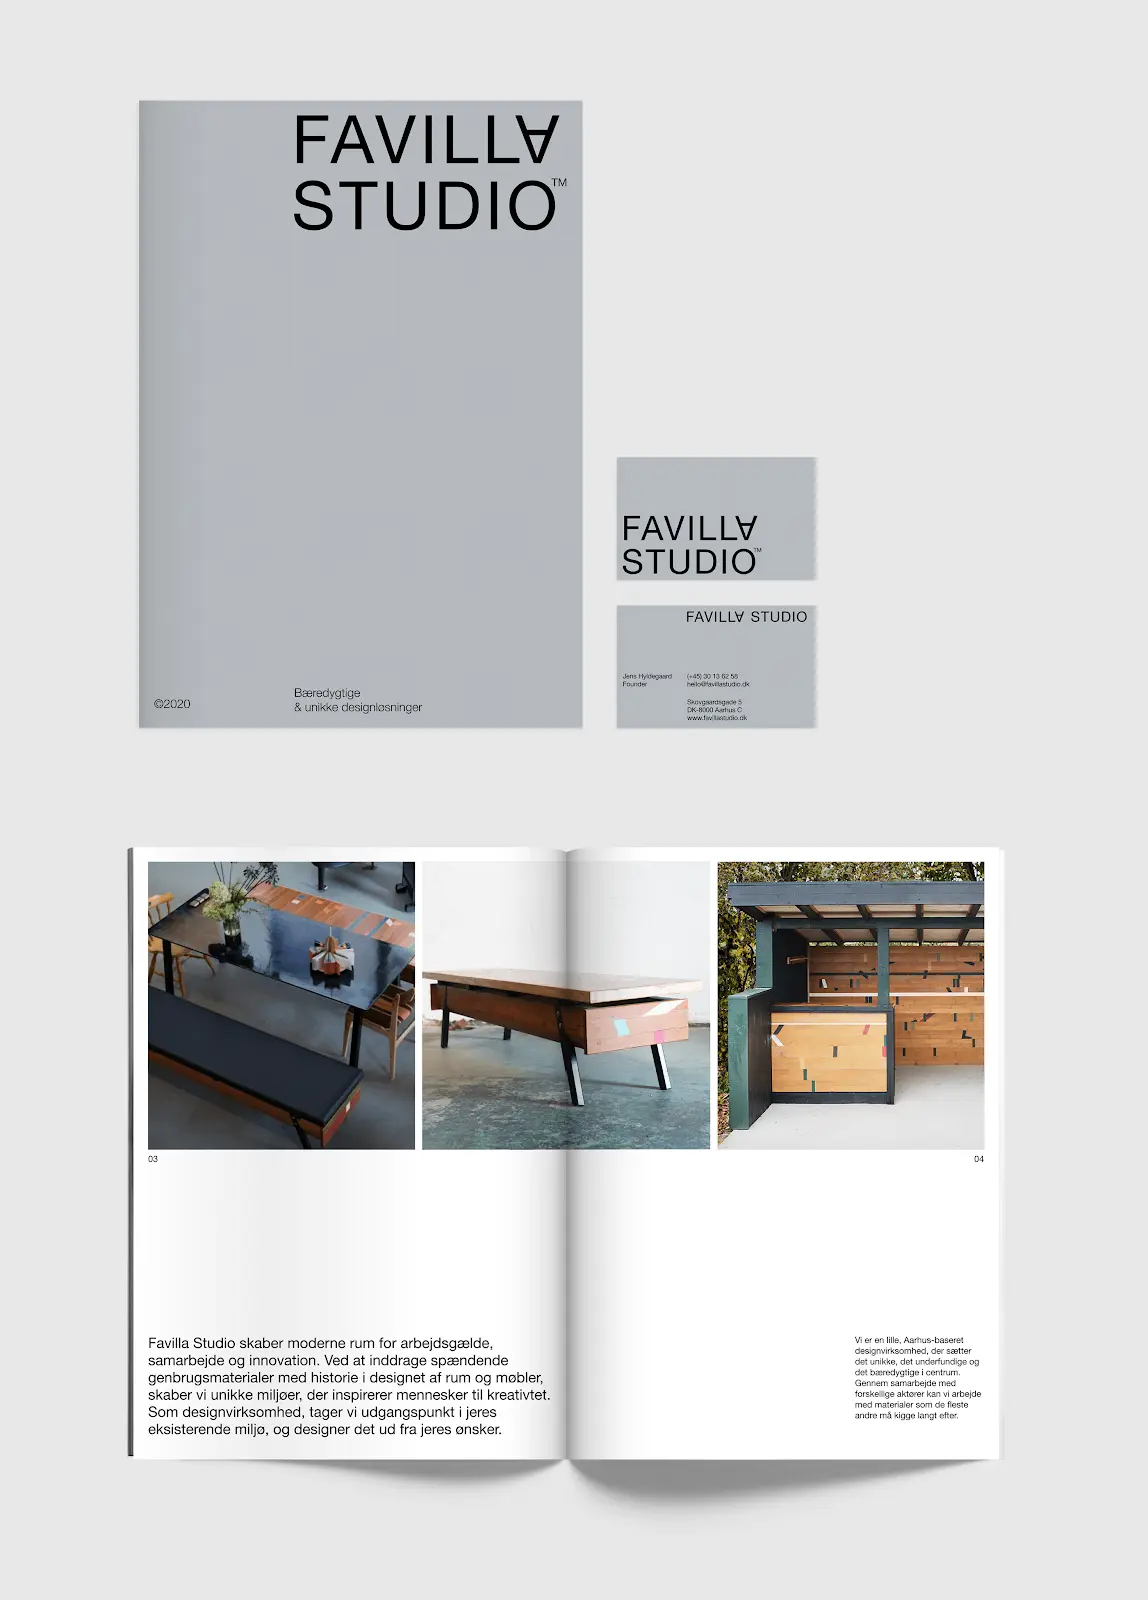 FAVILLA
STUDIO™
©2020
Bæredygtige
& unikke designløsninger
FAVILLA
STUDIO™
FAVILLA STUDIO
Jens Hyldegaard
Founder
(+45) 30 13 62 58
hello@favillastudio.dk
Skovgaardsgade 5
DK-8000 Aarhus C
www.favillastudio.dk
03
04
Favilla Studio skaber moderne rum for arbejdsgælde,
samarbejde og innovation. Ved at inddrage spændende
genbrugsmaterialer med historie i designet af rum og møbler,
skaber vi unikke miljøer, der inspirerer mennesker til kreativtet.
Som designvirksomhed, tager vi udgangspunkt i jeres
eksisterende miljø, og designer det ud fra jeres ønsker.
Vi er en lille, Aarhus-baseret
designvirksomhed, der sætter
det unikke, det underfundige og
det bæredygtige i centrum.
Gennem samarbejde med
forskellige aktører kan vi arbejde
med materialer som de fleste
andre må kigge langt efter.